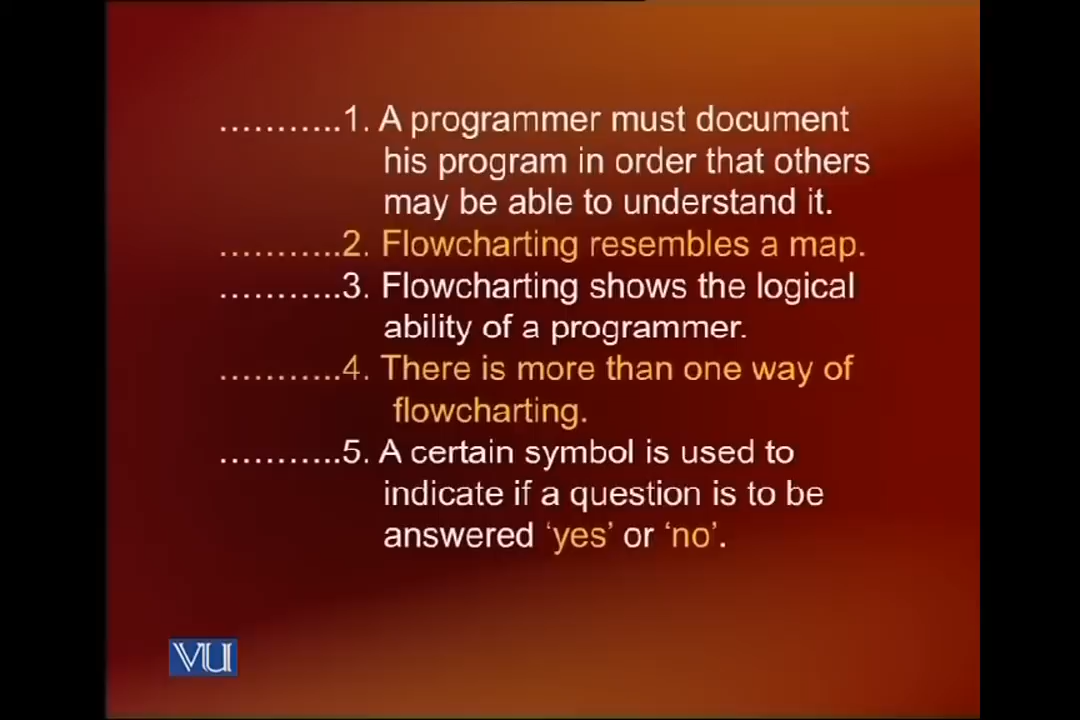 ………..1. A programmer must document
his program in order that others
may be able to understand it.
………..2. Flowcharting resembles a map.
………..3. Flowcharting shows the logical
ability of a programmer.
………..4. There is more than one way of
flowcharting.
………..5. A certain symbol is used to
indicate if a question is to be
answered ‘yes’ or ‘no’.
VU